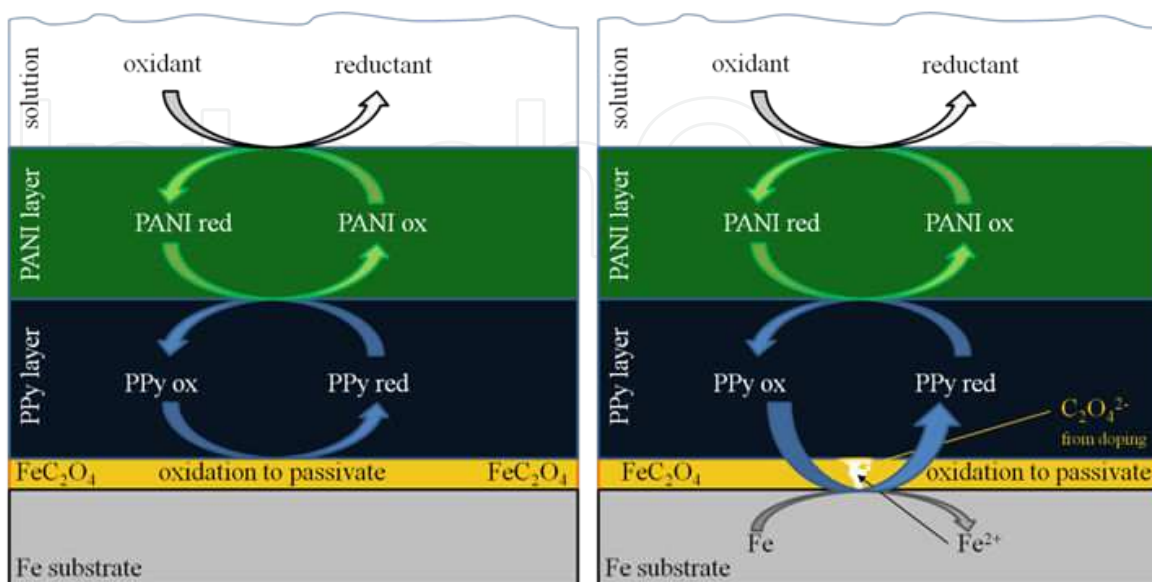 solution
oxidant
reductant
PANI layer
PANI red
PANI ox
PPy layer
PPy ox
PPy red
FeC₂O₄
oxidation to passivate
FeC₂O₄
Fe substrate
solution
oxidant
reductant
PANI layer
PANI red
PANI ox
PPy layer
PPy ox
PPy red
C₂O₄²⁻
from doping
FeC₂O₄
oxidation to passivate
Fe
Fe²⁺
Fe substrate